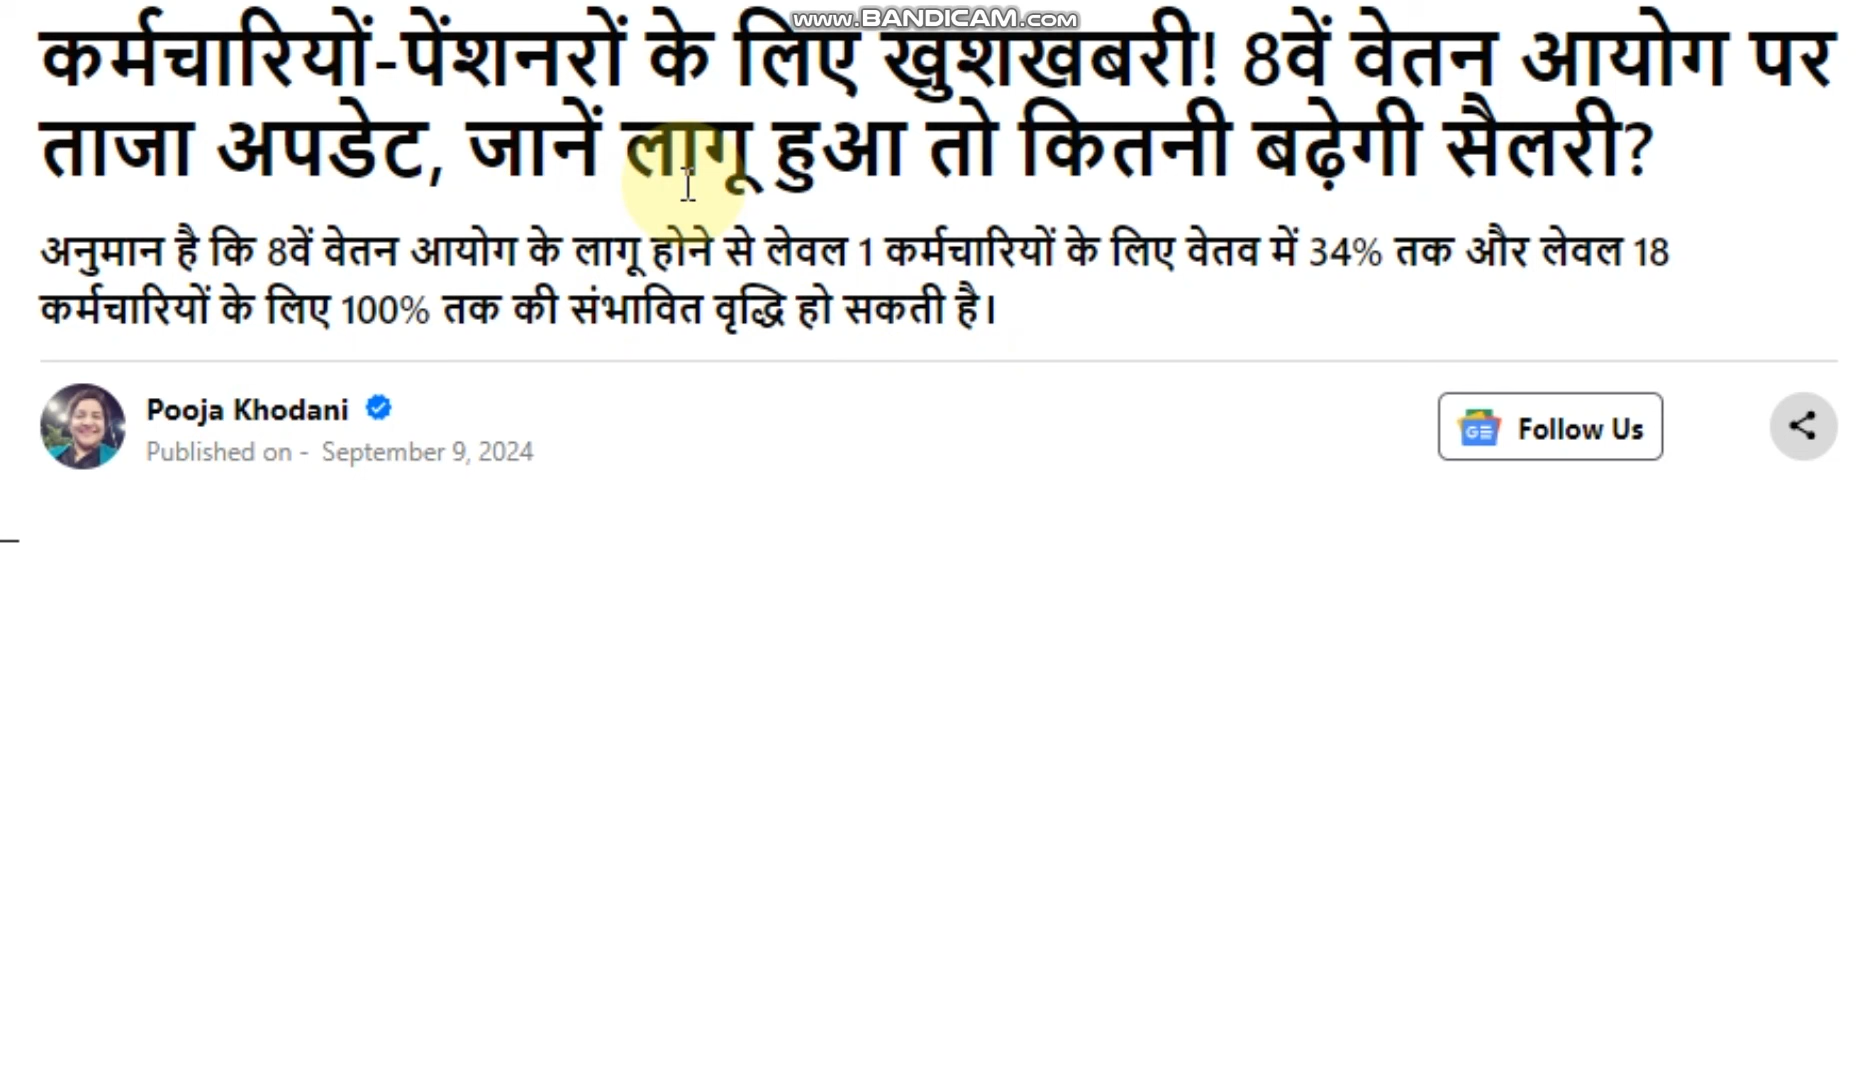 www.BANDICAM.com
कर्मचारियों-पेंशनरों के लिए खुशखबरी! 8वें वेतन आयोग पर
ताजा अपडेट, जानें लागू हुआ तो कितनी बढ़ेगी सैलरी?
अनुमान है कि 8वें वेतन आयोग के लागू होने से लेवल 1 कर्मचारियों के लिए वेतव में 34% तक और लेवल 18
कर्मचारियों के लिए 100% तक की संभावित वृद्धि हो सकती है।
Pooja Khodani
Published on - September 9, 2024
GE Follow Us